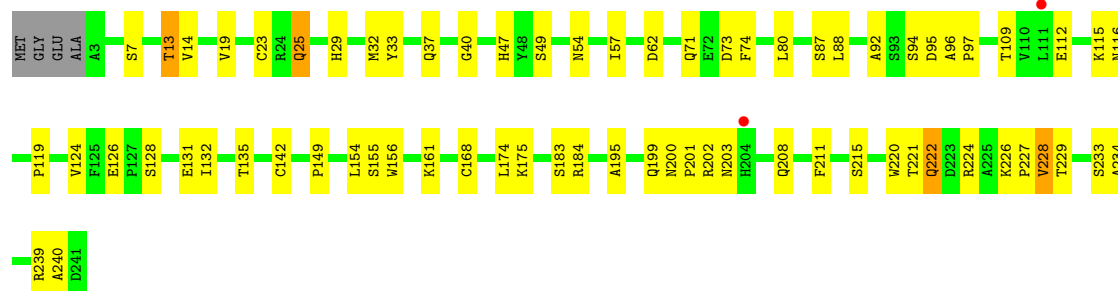 MET GLY GLU ALA A3 S7 T13 V14 V19 C23 R24 Q25 H29 M32 Y33 Q37 G40 H47 Y48 S49 N54 I57 D62 Q71 E72 D73 F74 L80 S87 L88 A92 S93 S94 D95 A96 P97 T109 V110 L111 E112 K115 N116
P119 V124 F125 E126 P127 S128 E131 I132 T135 C142 P149 L154 S155 W156 K161 C168 L174 K175 S183 R184 A195 Q199 N200 P201 R202 N203 H204 Q208 F211 S215 W220 T221 Q222 D223 R224 A225 K226 P227 V228 T229 S233 A234
R239 A240 D241